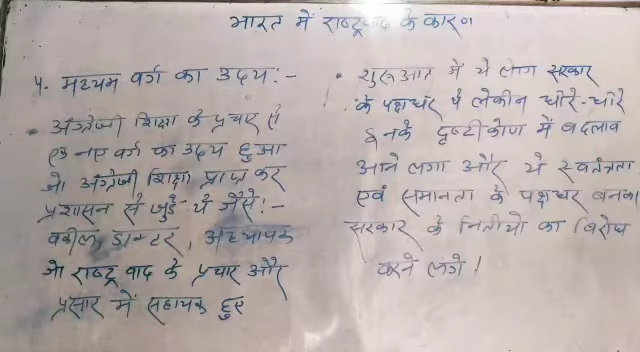 भारत में राष्ट्रवाद के कारण
५. मध्यम वर्ग का उदय:-
• अंग्रेजी शिक्षा के प्रचार से
एक नए वर्ग का उदय हुआ
जो अंग्रेजी शिक्षा प्राप्त कर
प्रशासन से जुड़े थे जैसे:-
वकील, डाक्टर, अध्यापक
जो राष्ट्र वाद के प्रचार और
प्रसार में सहायक हुए
• शुरूआत में ये लोग सरकार
के पक्षधर थे लेकीन धीरे-धीरे
इनके दृष्टीकोण में बदलाव
आने लगा और ये स्वतंत्रता
एवं समानता के पक्षधर बनकर
सरकार के नितीयो का विरोध
करने लगे।